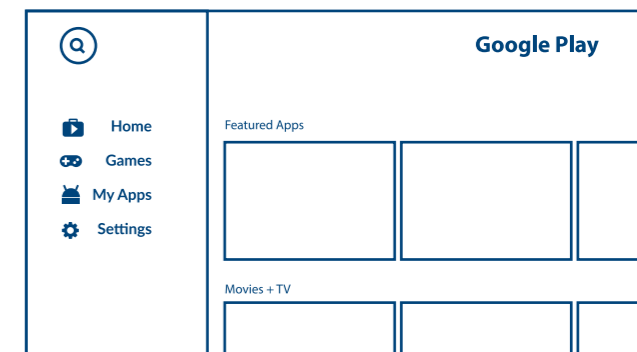 Google Play
Home
Games
My Apps
Settings
Featured Apps
Movies + TV